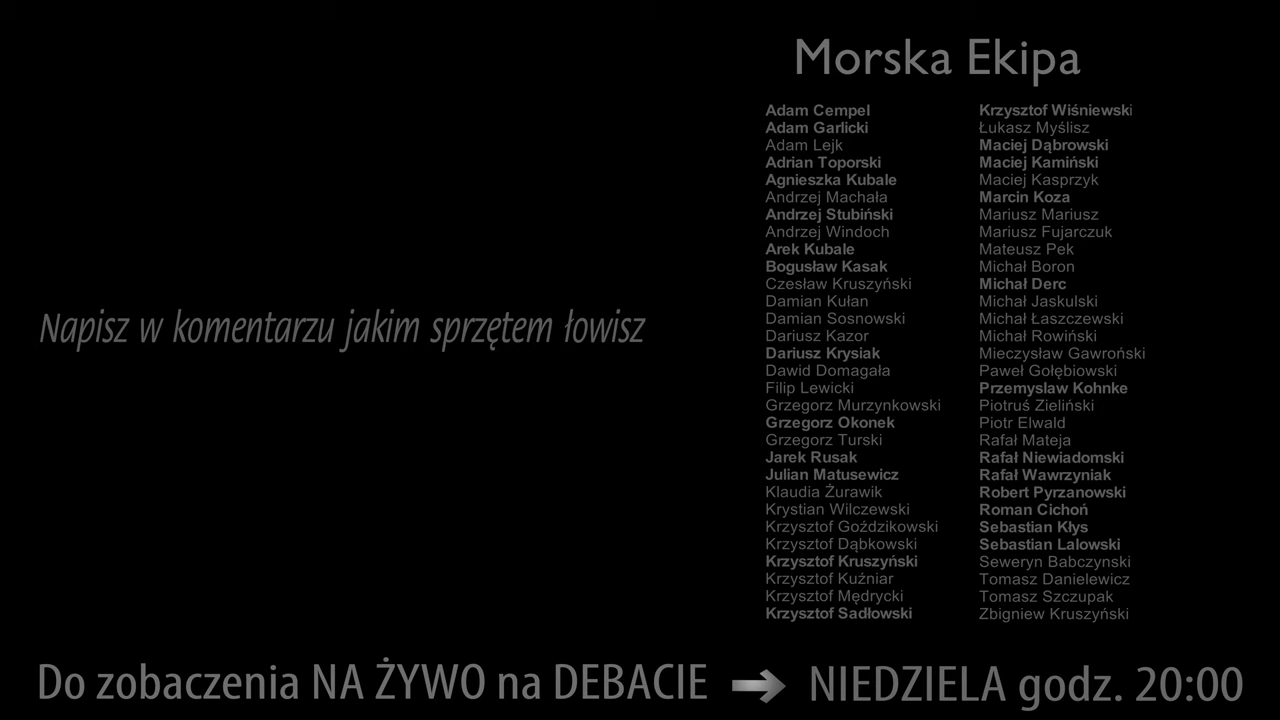 Morska Ekipa
Adam Cempel
Adam Garlicki
Adam Lejk
Adrian Toporski
Agnieszka Kubale
Andrzej Machała
Andrzej Stubiński
Andrzej Windoch
Arek Kubale
Bogusław Kasak
Czesław Kruszyński
Damian Kułan
Damian Sosnowski
Dariusz Kazor
Dariusz Krysiak
Dawid Domagała
Filip Lewicki
Grzegorz Murzynkowski
Grzegorz Okonek
Grzegorz Turski
Jarek Rusak
Julian Matusewicz
Klaudia Żurawik
Krystian Wilczewski
Krzysztof Goździkowski
Krzysztof Dąbkowski
Krzysztof Kruszyński
Krzysztof Kuźniar
Krzysztof Mędrycki
Krzysztof Sadłowski
Krzysztof Wiśniewski
Łukasz Myślisz
Maciej Dąbrowski
Maciej Kamiński
Maciej Kasprzyk
Marcin Koza
Mariusz Mariusz
Mariusz Fujarczuk
Mateusz Pek
Michał Boron
Michał Derc
Michał Jaskulski
Michał Łaszczewski
Michał Rowiński
Mieczysław Gawroński
Paweł Gołębiowski
Przemyslaw Kohnke
Piotruś Zieliński
Piotr Elwald
Rafał Mateja
Rafał Niewiadomski
Rafał Wawrzyniak
Robert Pyrzanowski
Roman Cichoń
Sebastian Kłys
Sebastian Lalowski
Seweryn Babczynski
Tomasz Danielewicz
Tomasz Szczupak
Zbigniew Kruszyński
Napisz w komentarzu jakim sprzętem łowisz
Do zobaczenia NA ŻYWO na DEBACIE → NIEDZIELA godz. 20:00